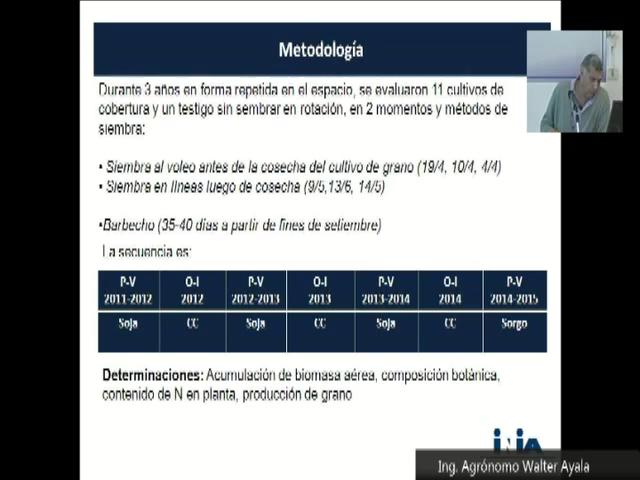 Metodología
Durante 3 años en forma repetida en el espacio, se evaluaron 11 cultivos de
cobertura y un testigo sin sembrar en rotación, en 2 momentos y métodos de
siembra:
• Siembra al voleo antes de la cosecha del cultivo de grano (19/4, 10/4, 4/4)
• Siembra en líneas luego de cosecha (9/5,13/6, 14/5)
•Barbecho (35-40 días a partir de fines de setiembre)
La secuencia es:
P-V O-I P-V O-I P-V O-I P-V
2011-2012 2012 2012-2013 2013 2013-2014 2014 2014-2015
Soja CC Soja CC Soja CC Sorgo
Determinaciones: Acumulación de biomasa aérea, composición botánica,
contenido de N en planta, producción de grano
INIA
Ing. Agrónomo Walter Ayala